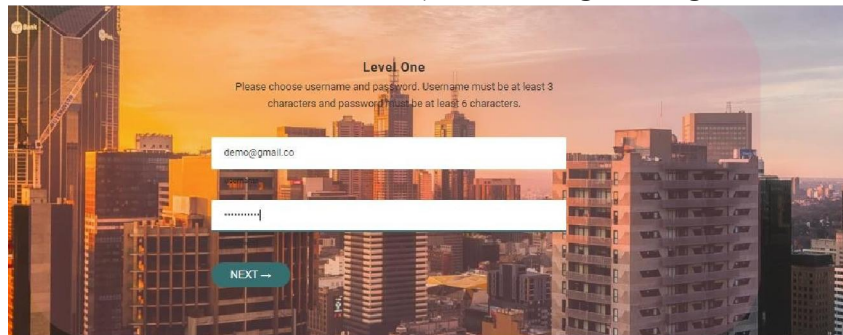 Bank
Level One
Please choose username and password. Username must be at least 3
characters and password must be at least 6 characters.
demo@gmail.co
***********
NEXT→